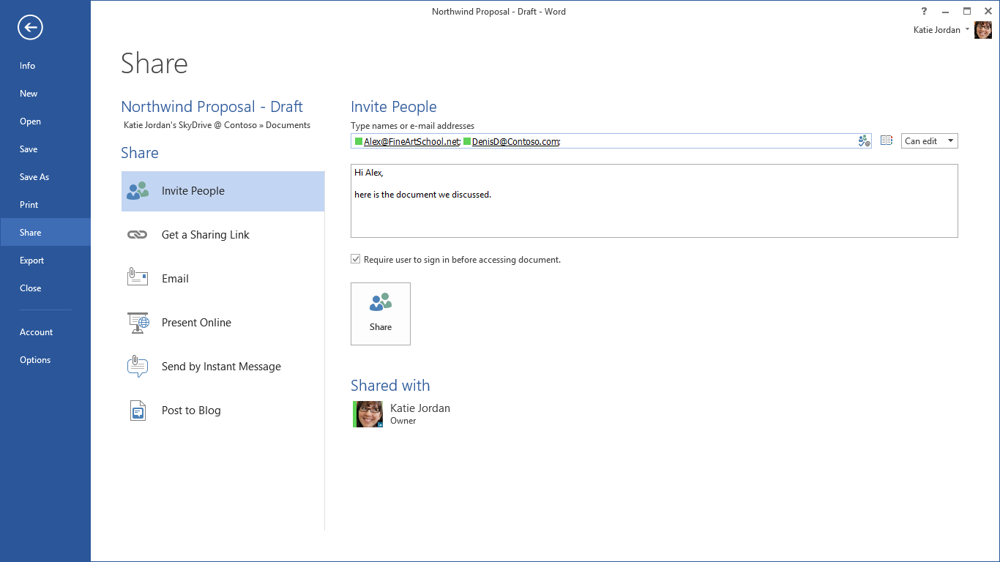 Northwind Proposal - Draft - Word
?
Katie Jordan
Info
New
Open
Save
Save As
Print
Share
Export
Close
Account
Options
Share
Northwind Proposal - Draft
Katie Jordan's SkyDrive @ Contoso » Documents
Share
Invite People
Get a Sharing Link
Email
Present Online
Send by Instant Message
Post to Blog
Invite People
Type names or e-mail addresses
Alex@FineArtSchool.net; DenisD@Contoso.com;
Can edit
Hi Alex,
here is the document we discussed.
Require user to sign in before accessing document.
Share
Shared with
Katie Jordan
Owner